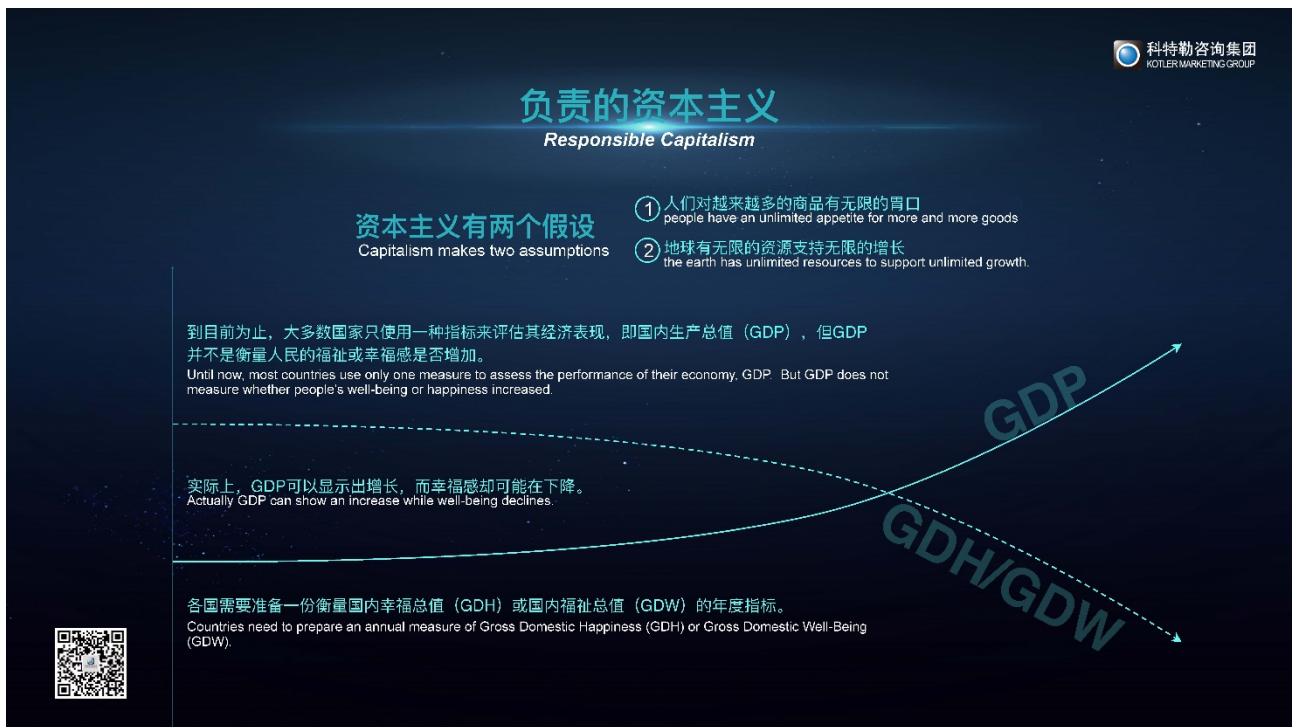 科特勒咨询集团
KOTLER MARKETING GROUP
负责的资本主义
Responsible Capitalism
资本主义有两个假设
Capitalism makes two assumptions
1 人们对越来越多的商品有无限的胃口
people have an unlimited appetite for more and more goods
2 地球有无限的资源支持无限的增长
the earth has unlimited resources to support unlimited growth.
到目前为止，大多数国家只使用一种指标来评估其经济表现，即国内生产总值（GDP），但GDP
并不是衡量人民的福祉或幸福感是否增加。
Until now, most countries use only one measure to assess the performance of their economy, GDP. But GDP does not
measure whether people's well-being or happiness increased.
GDP
实际上，GDP可以显示出增长，而幸福感却可能在下降。
Actually GDP can show an increase while well-being declines.
GDH/GDW
各国需要准备一份衡量国内幸福总值（GDH）或国内福祉总值（GDW）的年度指标。
Countries need to prepare an annual measure of Gross Domestic Happiness (GDH) or Gross Domestic Well-Being
(GDW).